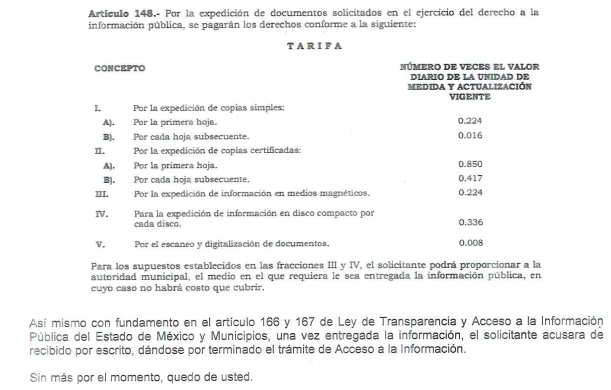 Artículo 148.- Por la expedición de documentos solicitados en el ejercicio del derecho a la
información pública, se pagarán los derechos conforme a la siguiente:
T A R I F A
CONCEPTO NÚMERO DE VECES EL VALOR
DIARIO DE LA UNIDAD DE
MEDIDA Y ACTUALIZACIÓN
VIGENTE
I. Por la expedición de copias simples:
A). Por la primera hoja. 0.224
B). Por cada hoja subsecuente. 0.016
II. Por la expedición de copias certificadas:
A). Por la primera hoja. 0.850
B). Por cada hoja subsecuente. 0.417
III. Por la expedición de información en medios magnéticos. 0.224
IV. Para la expedición de información en disco compacto por
cada disco. 0.336
V. Por el escaneo y digitalización de documentos. 0.008
Para los supuestos establecidos en las fracciones III y IV, el solicitante podrá proporcionar a la
autoridad municipal, el medio en el que requiera le sea entregada la información pública, en
cuyo caso no habrá costo que cubrir.
Así mismo con fundamento en el artículo 166 y 167 de Ley de Transparencia y Acceso a la Información
Pública del Estado de México y Municipios, una vez entregada la información, el solicitante acusara de
recibido por escrito, dándose por terminado el trámite de Acceso a la Información.
Sin más por el momento, quedo de usted.